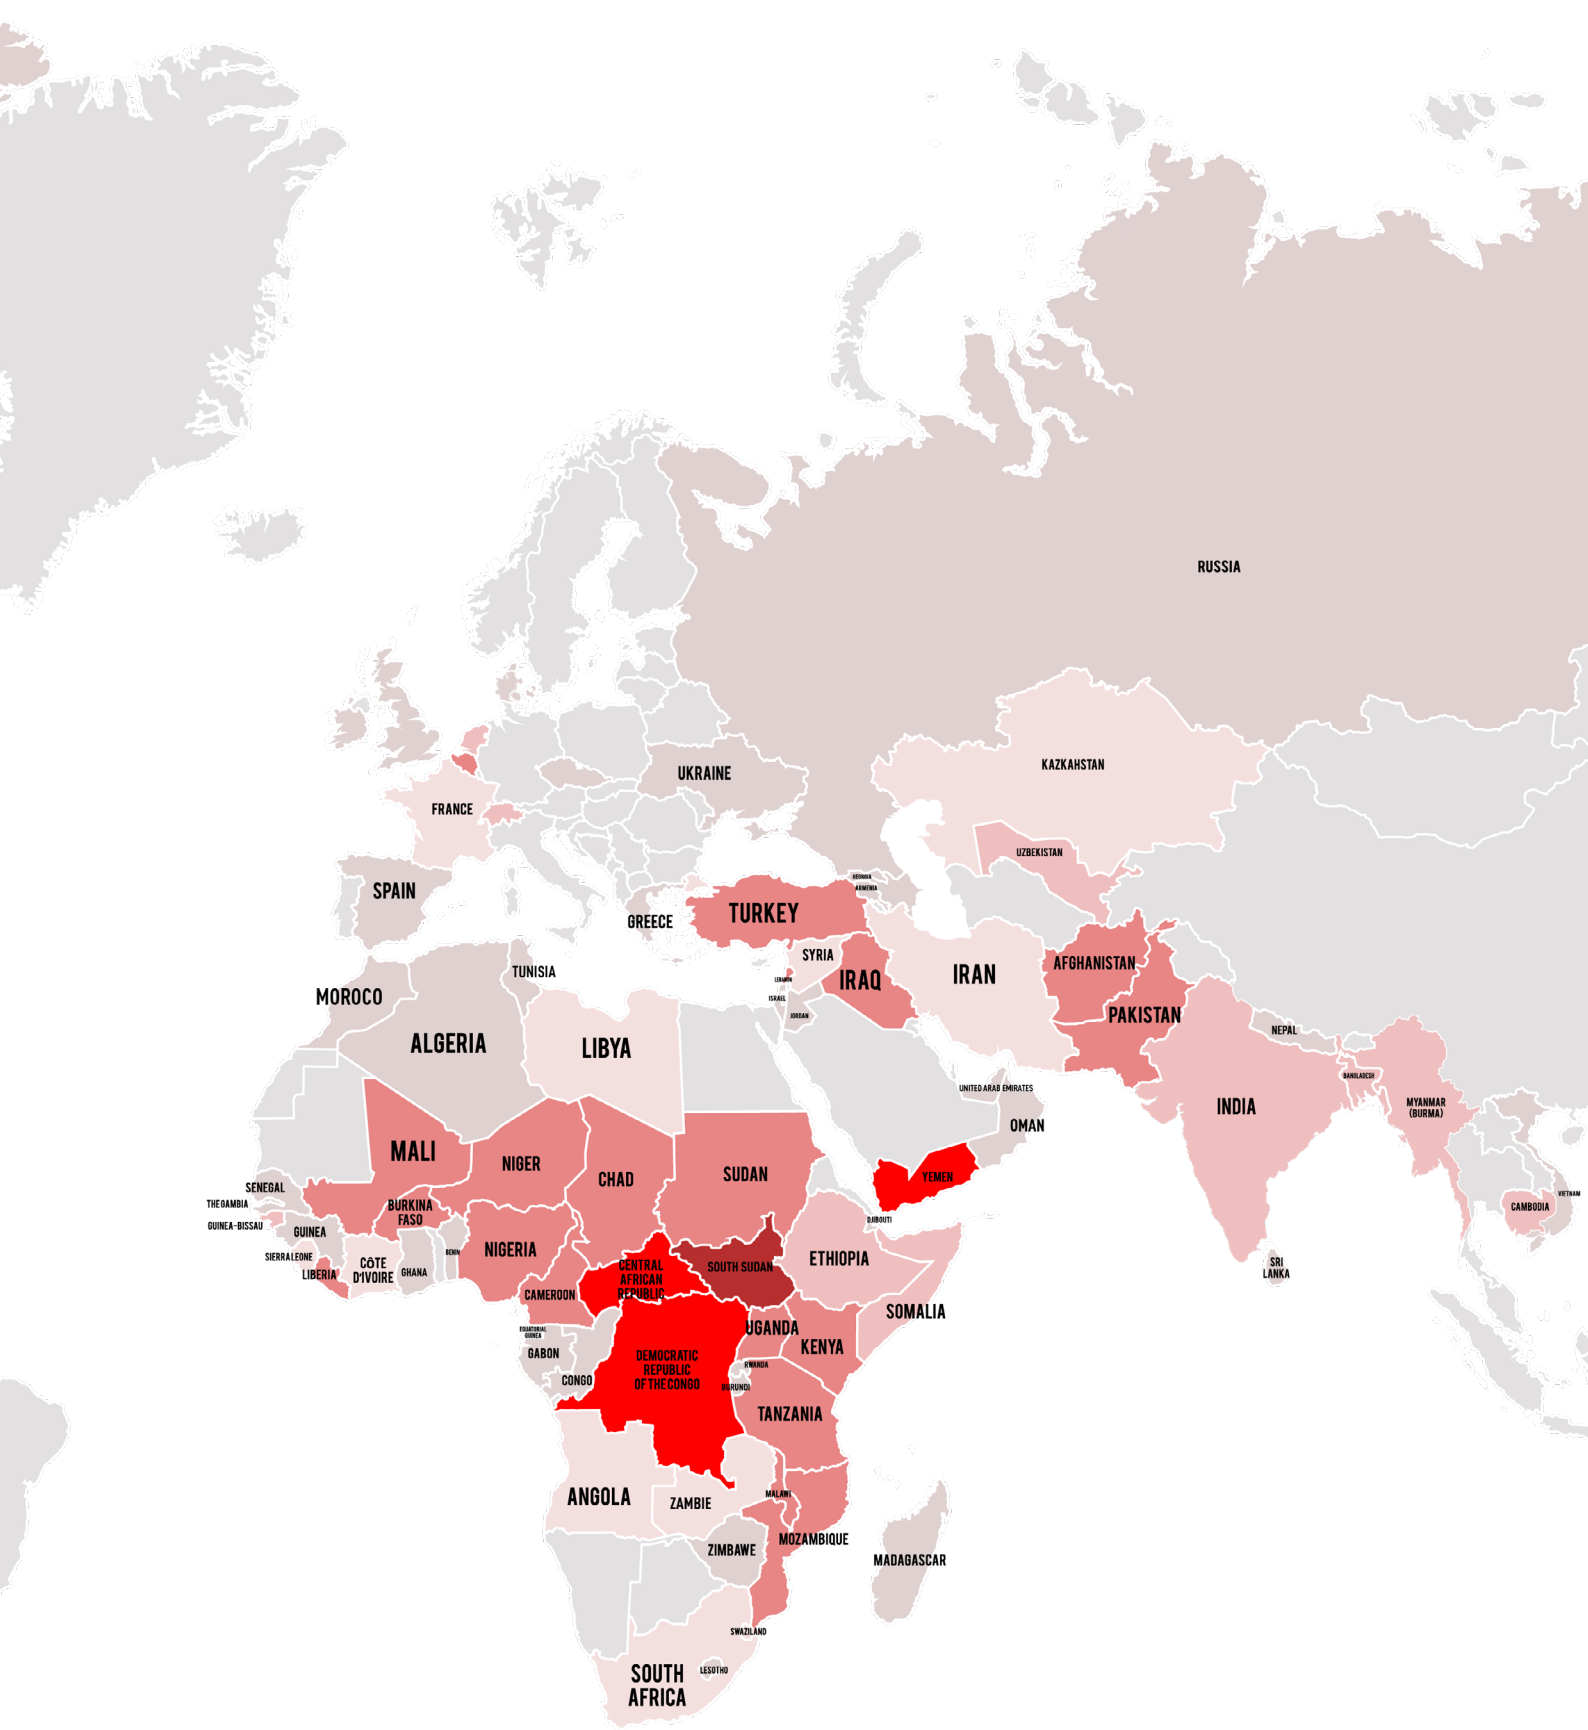 RUSSIA
KAZKAHSTAN
UKRAINE
FRANCE
UZBEKISTAN
SPAIN
GEORGIA
ARMENIA
TURKEY
GREECE
SYRIA
AFGHANISTAN
TUNISIA
IRAN
IRAQ
LEBANON
MOROCO
ISRAEL
JORDAN
PAKISTAN
NEPAL
ALGERIA
LIBYA
BANGLADESH
UNITED ARAB EMIRATES
INDIA
MYANMAR
(BURMA)
OMAN
MALI
NIGER
SUDAN
CHAD
YEMEN
SENEGAL
VIETNAM
THE GAMBIA
BURKINA
FASO
CAMBODIA
DJIBOUTI
GUINEA-BISSAU
GUINEA
NIGERIA
BENIN
SIERRA LEONE
ETHIOPIA
CÔTE
D'IVOIRE
GHANA
LIBERIA
CENTRAL
AFRICAN
REPUBLIC
SOUTH SUDAN
SRI
LANKA
CAMEROON
SOMALIA
EQUATORIAL
GUINEA
UGANDA
KENYA
GABON
DEMOCRATIC
REPUBLIC
OF THE CONGO
RWANDA
CONGO
BURUNDI
TANZANIA
ANGOLA
ZAMBIE
MALAWI
MOZAMBIQUE
ZIMBAWE
MADAGASCAR
SWAZILAND
LESOTHO
SOUTH
AFRICA